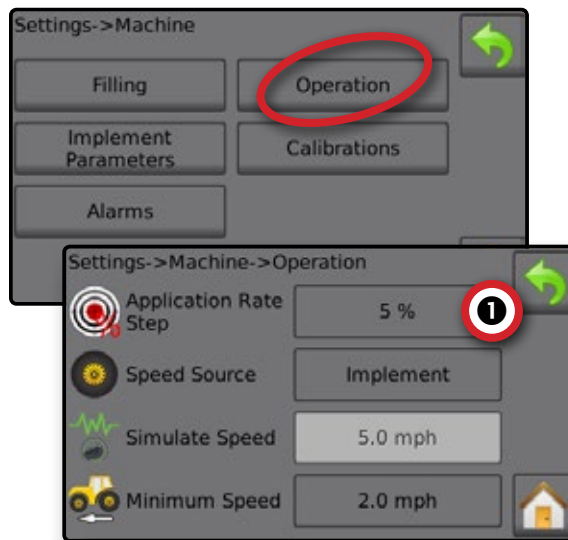 Settings->Machine
Filling
Operation
Implement
Parameters
Calibrations
Alarms
Settings->Machine->Operation
Application Rate
Step
5 %
1
Speed Source
Implement
Simulate Speed
5.0 mph
Minimum Speed
2.0 mph